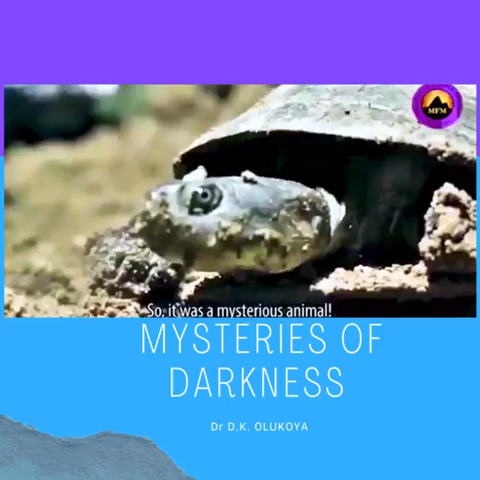 MFM
So, it was a mysterious animal!
MYSTERIES OF
DARKNESS
Dr D.K. OLUKOYA